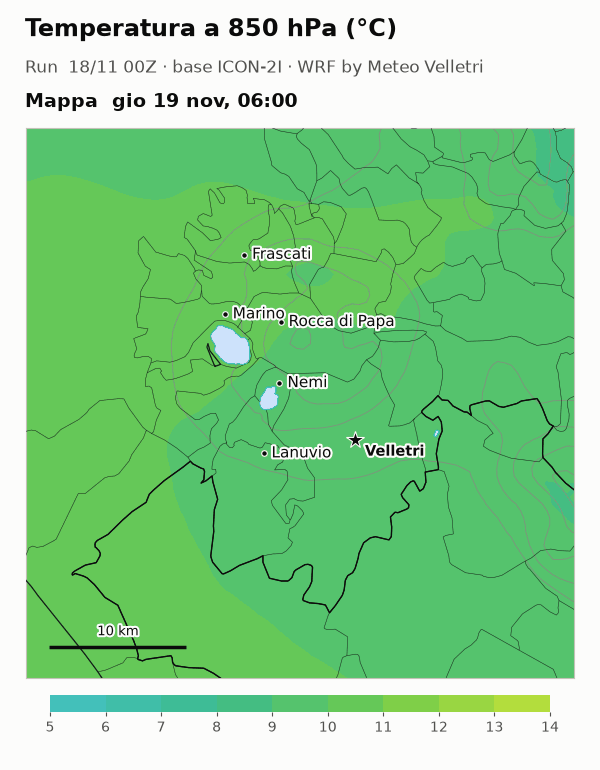 Temperatura a 850 hPa (°C)
Run  18/11 00Z · base ICON-2I · WRF by Meteo Velletri
Mappa  gio 19 nov, 06:00
Frascati
Marino
Rocca di Papa
Nemi
Velletri
Lanuvio
10 km
5 6 7 8 9 10 11 12 13 14